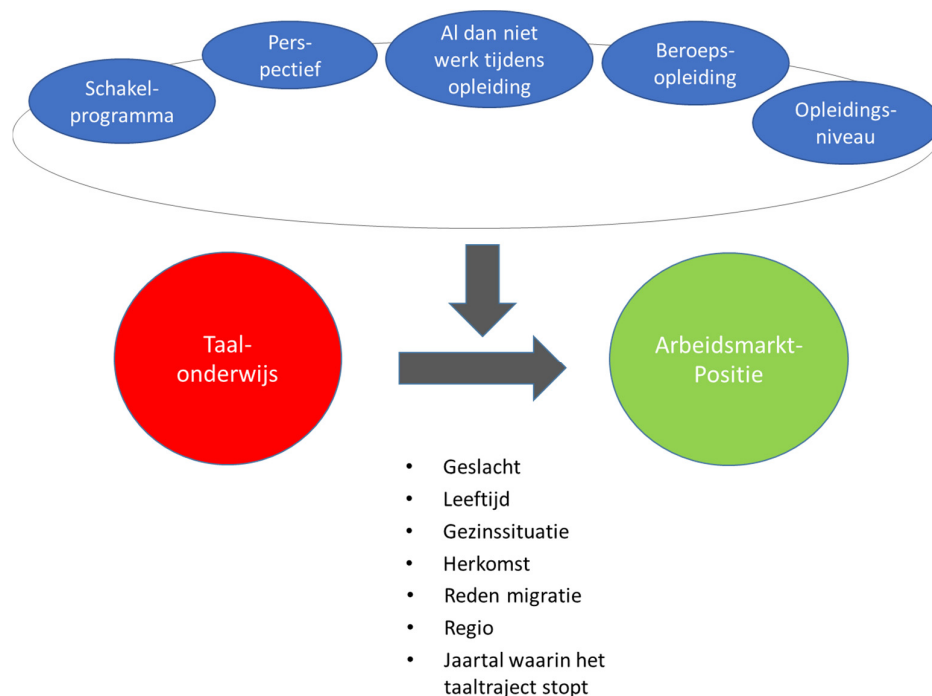 Schakel-
programma
Pers-
pectief
Al dan niet
werk tijdens
opleiding
Beroeps-
opleiding
Opleidings-
niveau
Taal-
onderwijs
Arbeidsmarkt-
Positie
• Geslacht
• Leeftijd
• Gezinssituatie
• Herkomst
• Reden migratie
• Regio
• Jaartal waarin het
taaltraject stopt